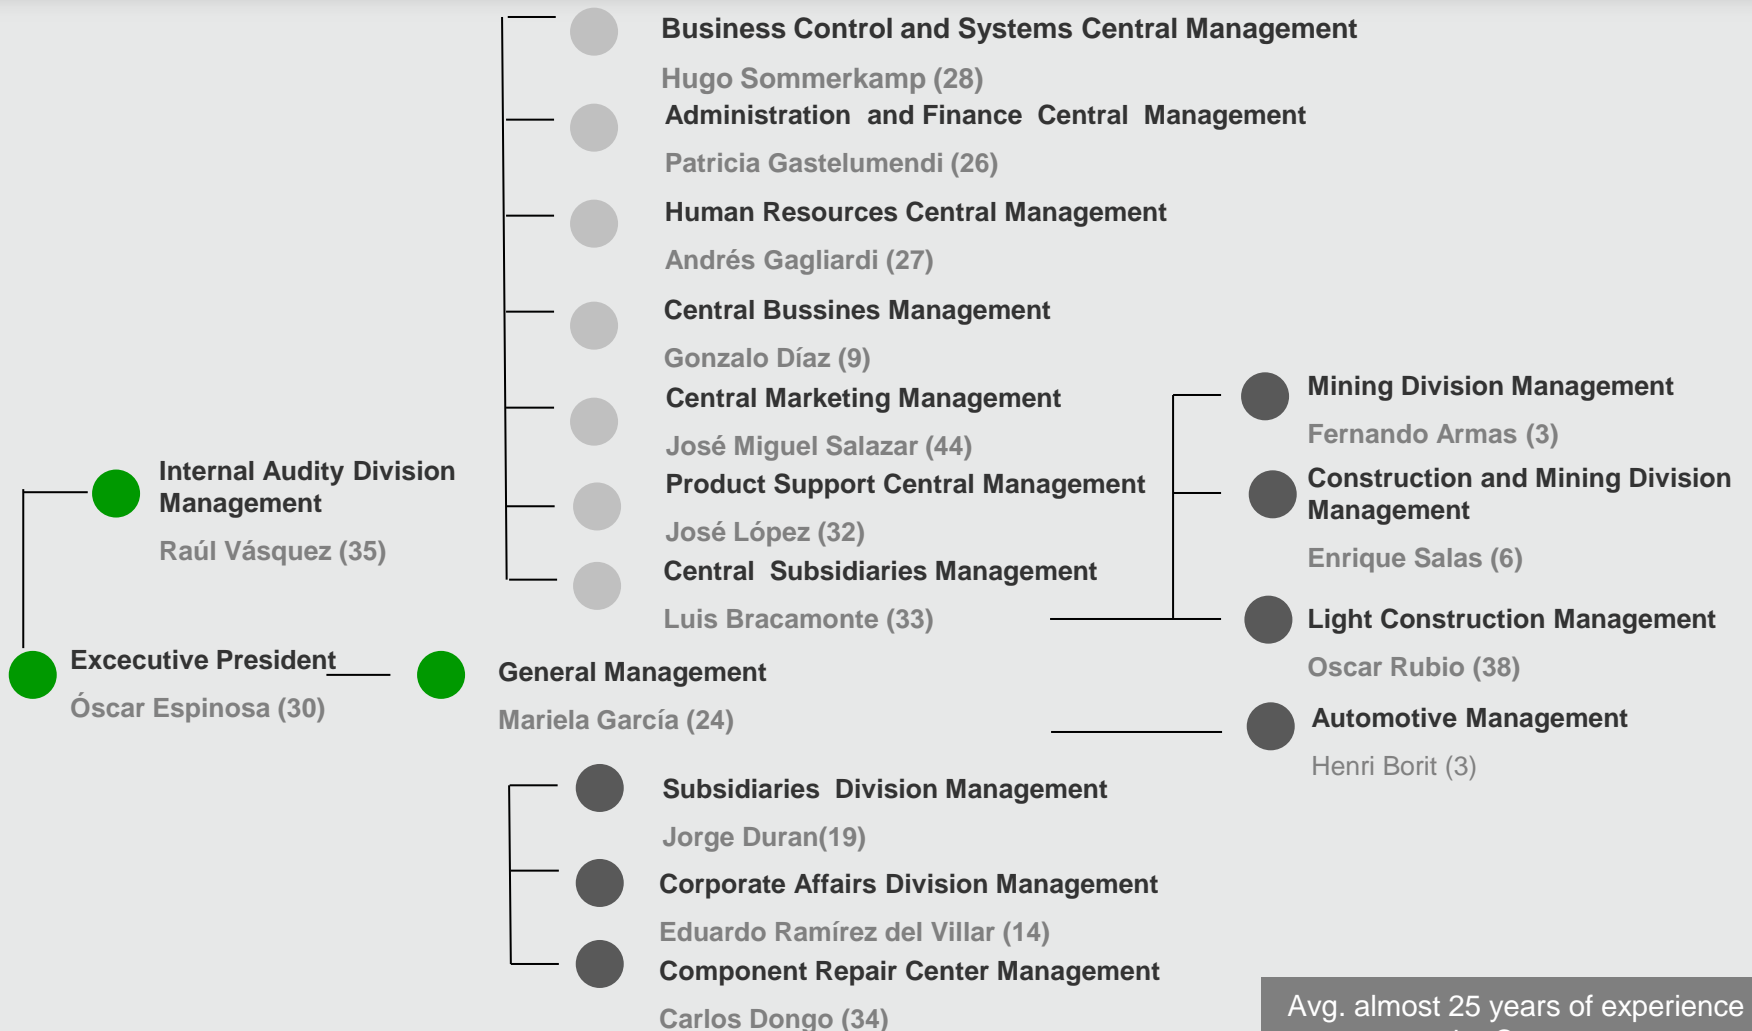 Business Control and Systems Central Management
Hugo Sommerkamp (28)
Administration and Finance Central Management
Patricia Gastelumendi (26)
Human Resources Central Management
Andrés Gagliardi (27)
Central Bussines Management
Gonzalo Díaz (9)
Central Marketing Management
José Miguel Salazar (44)
Product Support Central Management
José López (32)
Central Subsidiaries Management
Luis Bracamonte (33)
Mining Division Management
Fernando Armas (3)
Construction and Mining Division
Management
Enrique Salas (6)
Light Construction Management
Oscar Rubio (38)
Automotive Management
Henri Borit (3)
Internal Audity Division
Management
Raúl Vásquez (35)
Excecutive President
Óscar Espinosa (30)
General Management
Mariela García (24)
Subsidiaries Division Management
Jorge Duran(19)
Corporate Affairs Division Management
Eduardo Ramírez del Villar (14)
Component Repair Center Management
Carlos Dongo (34)
Avg. almost 25 years of experience